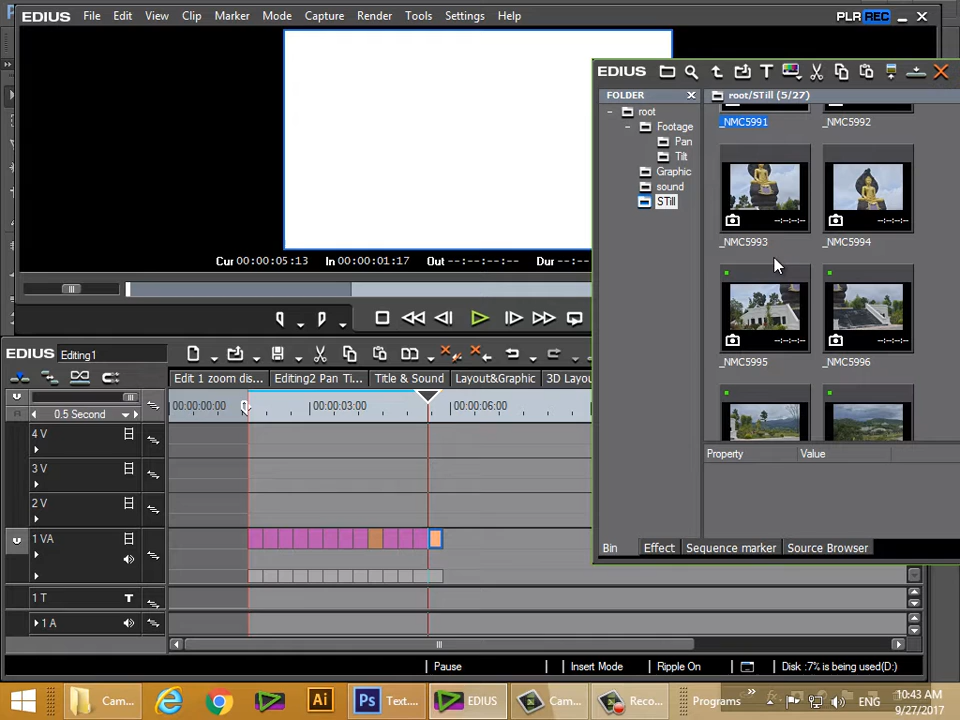 EDIUS File Edit View Clip Marker Mode Capture Render Tools Settings Help PLR REC
EDIUS
FOLDER root/STill (5/27)
root
Footage
Pan
Tilt
Graphic
sound
STill
_NMC5991 _NMC5992
_NMC5993 _NMC5994
_NMC5995 _NMC5996
Property Value
Bin Effect Sequence marker Source Browser
Cur 00:00:05:13 In 00:00:01:17 Out --:--:--:-- Dur --:--
EDIUS Editing1
Edit 1 zoom dis... Editing2 Pan Ti... Title & Sound Layout&Graphic 3D Layou
0.5 Second 00:00:00:00 00:00:03:00 00:00:06:00
4 V
3 V
2 V
1 VA
1 T T
1 A
Pause Insert Mode Ripple On Disk :7% is being used(D:)
Cam... Ai Ps Text.... EDIUS Cam... Reco... Programs ENG 10:43 AM
9/27/2017